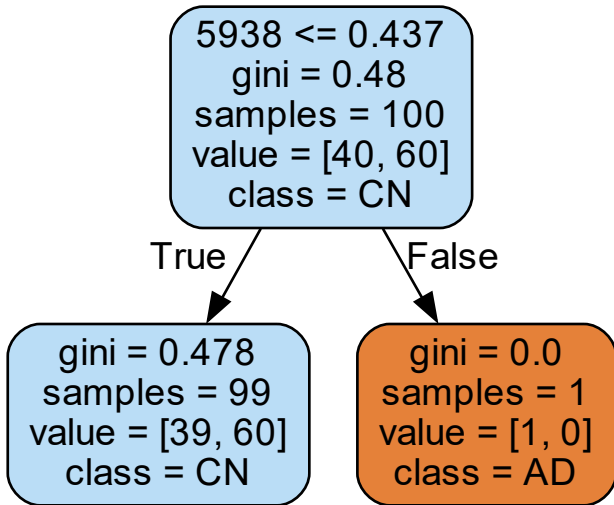 5938 <= 0.437
gini = 0.48
samples = 100
value = [40, 60]
class = CN
True
False
gini = 0.478
samples = 99
value = [39, 60]
class = CN
gini = 0.0
samples = 1
value = [1, 0]
class = AD